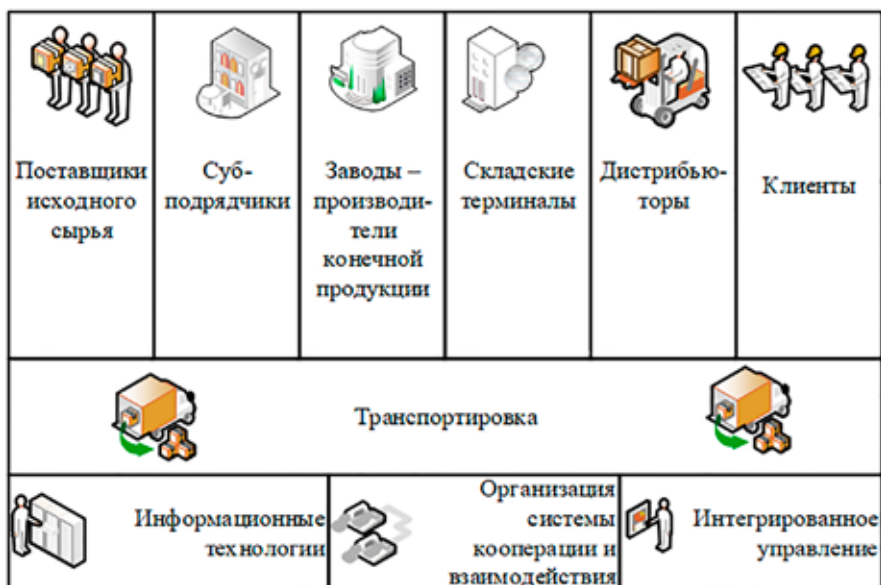 Поставщики
исходного
сырья
Суб-
подрядчики
Заводы –
производи-
тели
конечной
продукции
Складские
терминалы
Дистрибью-
торы
Клиенты
Транспортировка
Информационные
технологии
Организация
системы
кооперации и
взаимодействия
Интегрированное
управление